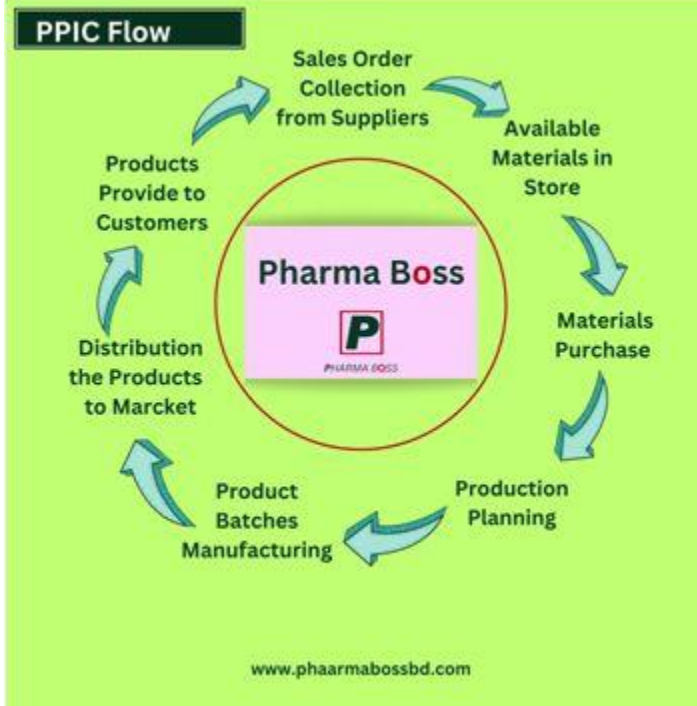 PPIC Flow
Sales Order
Collection
from Suppliers
Available
Materials in
Store
Materials
Purchase
Production
Planning
Product
Batches
Manufacturing
Distribution
the Products
to Marcket
Products
Provide to
Customers
Pharma Boss
P
PHARMA BOSS
www.phaarmabossbd.com